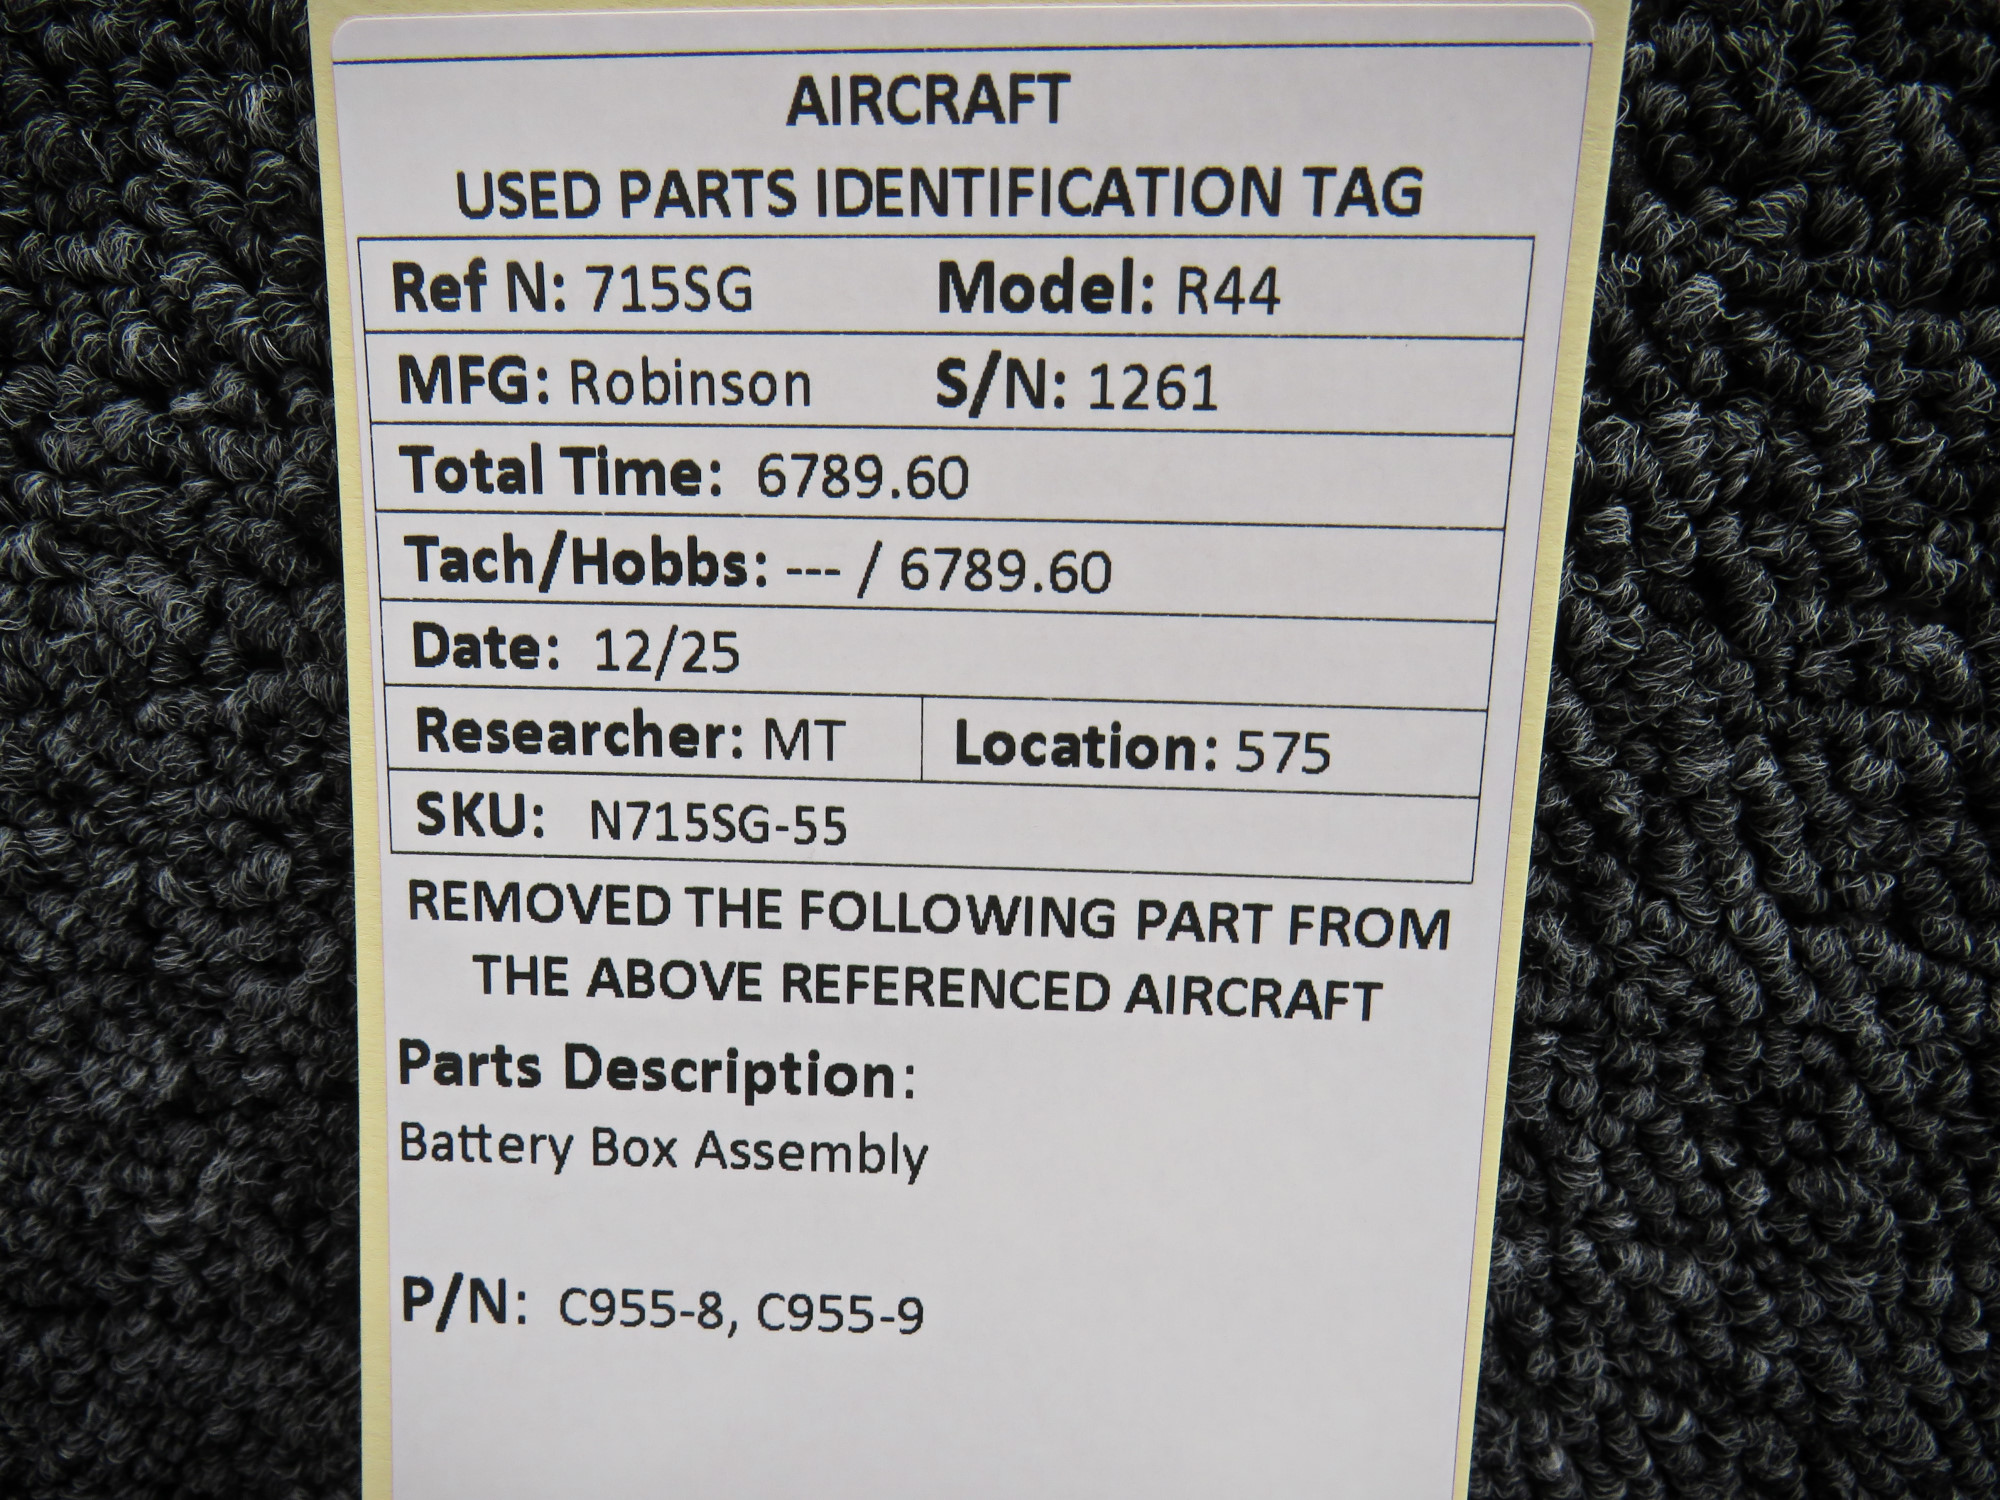 AIRCRAFT
USED PARTS IDENTIFICATION TAG
Ref N: 715SG Model: R44
MFG: Robinson S/N: 1261
Total Time: 6789.60
Tach/Hobbs: --- / 6789.60
Date: 12/25
Researcher: MT Location: 575
SKU: N715SG-55
REMOVED THE FOLLOWING PART FROM
THE ABOVE REFERENCED AIRCRAFT
Parts Description:
Battery Box Assembly
P/N: C955-8, C955-9